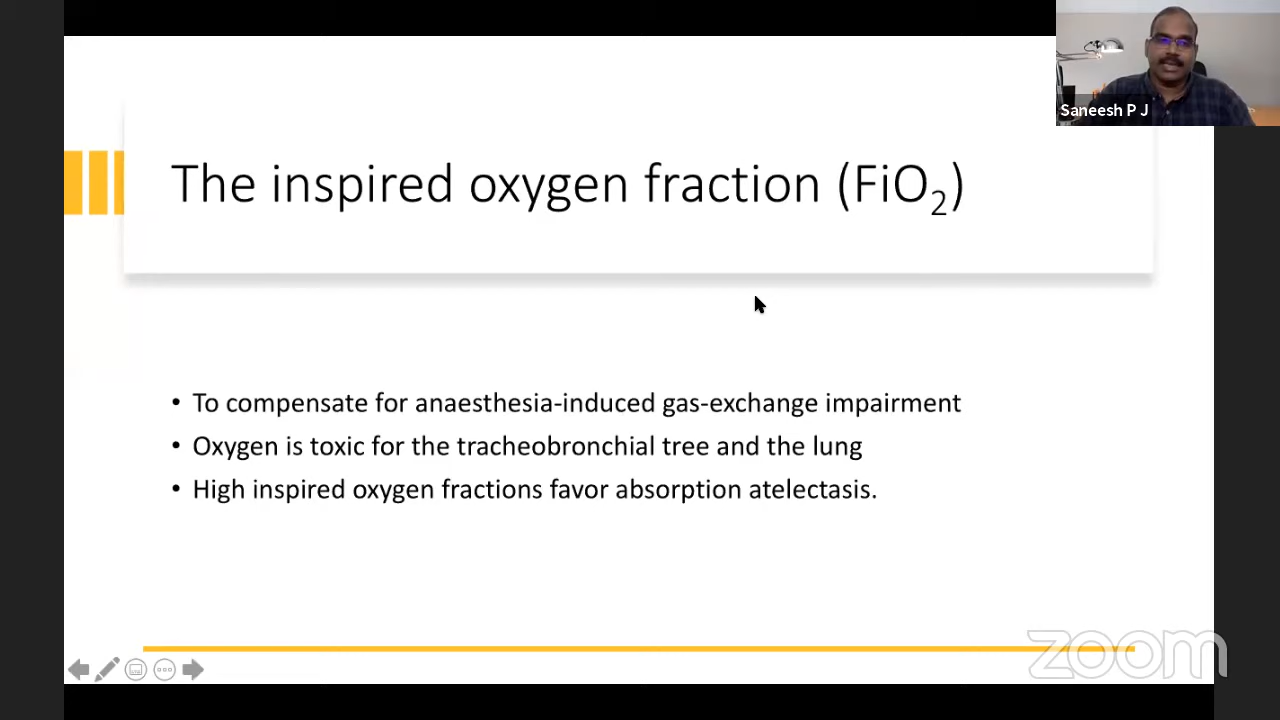 Saneesh P J
The inspired oxygen fraction (FiO₂)
• To compensate for anaesthesia-induced gas-exchange impairment
• Oxygen is toxic for the tracheobronchial tree and the lung
• High inspired oxygen fractions favor absorption atelectasis.
zoom